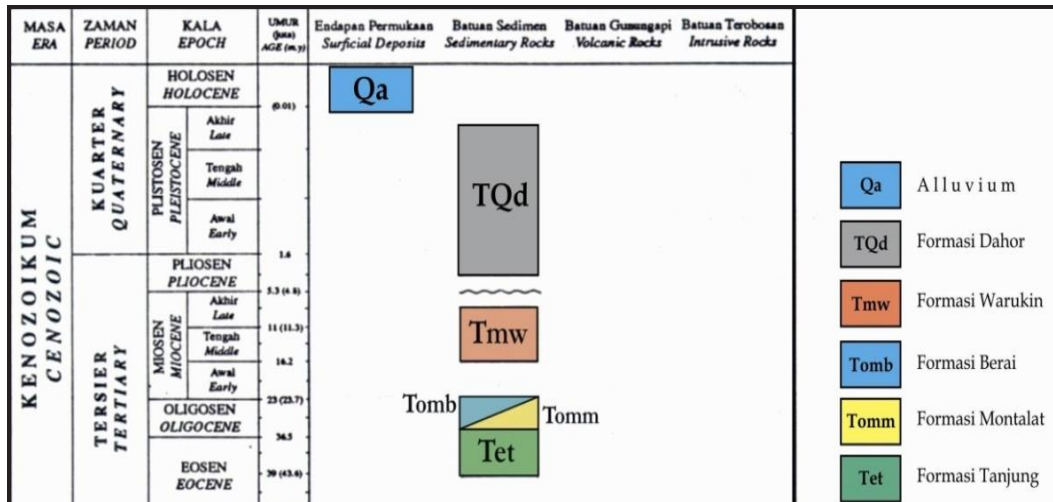 MASA
ERA
ZAMAN
PERIOD
KALA
EPOCH
UMUR
(juta)
AGE (m.y)
Endapan Permukaan
Surficial Deposits
Batuan Sedimen
Sedimentary Rocks
Batuan Gunungapi
Volcanic Rocks
Batuan Terobosan
Intrusive Rocks
KENOZOIKUM
CENOZOIC
KUARTER
QUATERNARY
HOLOSEN
HOLOCENE
(0.01)
Qa
PLISTOSEN
PLEISTOCENE
Akhir
Late
Tengah
Middle
Awal
Early
1.6
TQd
TERSIER
TERTIARY
PLIOSEN
PLIOCENE
5.3 (4.8)
MIOSEN
MIOCENE
Akhir
Late
11 (11.3)
Tengah
Middle
16.2
Awal
Early
23 (23.7)
Tmw
OLIGOSEN
OLIGOCENE
36.5
Tomb
Tomm
EOSEN
EOCENE
39 (43.6)
Tet
Qa Alluvium
TQd Formasi Dahor
Tmw Formasi Warukin
Tomb Formasi Berai
Tomm Formasi Montalat
Tet Formasi Tanjung